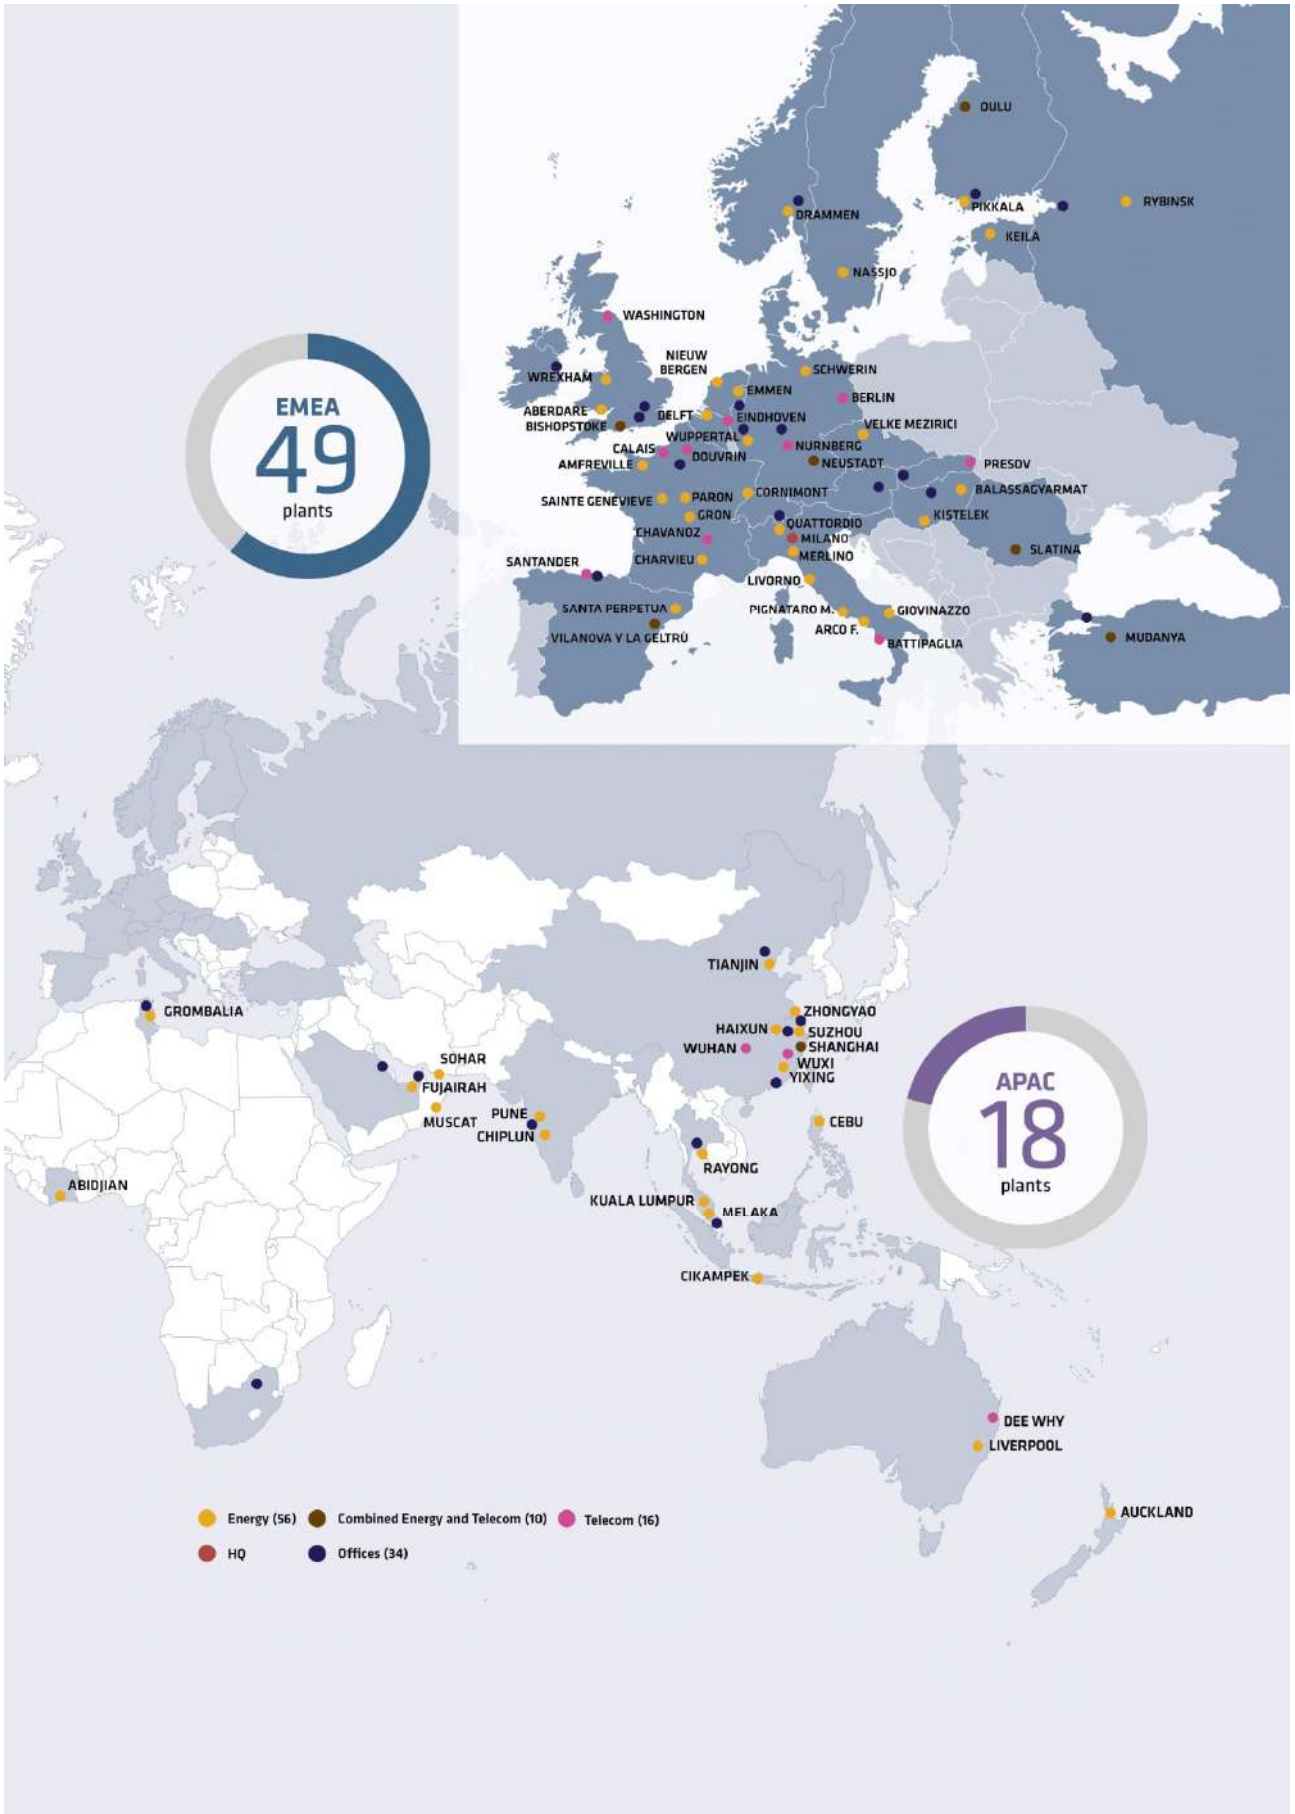 OULU
PIKKALA
RYBINSK
DRAMMEN
KEILA
NASSJO
WASHINGTON
NIEUW
BERGEN
WREXHAM
SCHWERIN
EMMEN
BERLIN
ABERDARE
DELFT
EINDHOVEN
BISHOPSTOKE
VELKE MEZIRICI
WUPPERTAL
CALAIS
NURNBERG
DOUVRIN
AMFREVILLE
NEUSTADT
PRESOV
SAINTE GENEVIEVE
PARON
CORNIMONT
BALASSAGYARMAT
GRON
QUATTORDIO
KISTELEK
CHAVANOZ
MILANO
CHARVIEU
MERLINO
SLATINA
SANTANDER
LIVORNO
SANTA PERPETUA
PIGNATARO M.
GIOVINAZZO
VILANOVA Y LA GELTRÙ
ARCO F.
BATTIPAGLIA
MUDANYA
EMEA
49
plants
TIANJIN
GROMBALIA
ZHONGYAO
HAIXUN
SUZHOU
WUHAN
SHANGHAI
SOHAR
WUXI
FUJAIRAH
YIXING
MUSCAT
PUNE
CHIPLUN
CEBU
RAYONG
ABIDJIAN
KUALA LUMPUR
MELAKA
CIKAMPEK
APAC
18
plants
DEE WHY
LIVERPOOL
AUCKLAND
Energy (56)
Combined Energy and Telecom (10)
Telecom (16)
HQ
Offices (34)